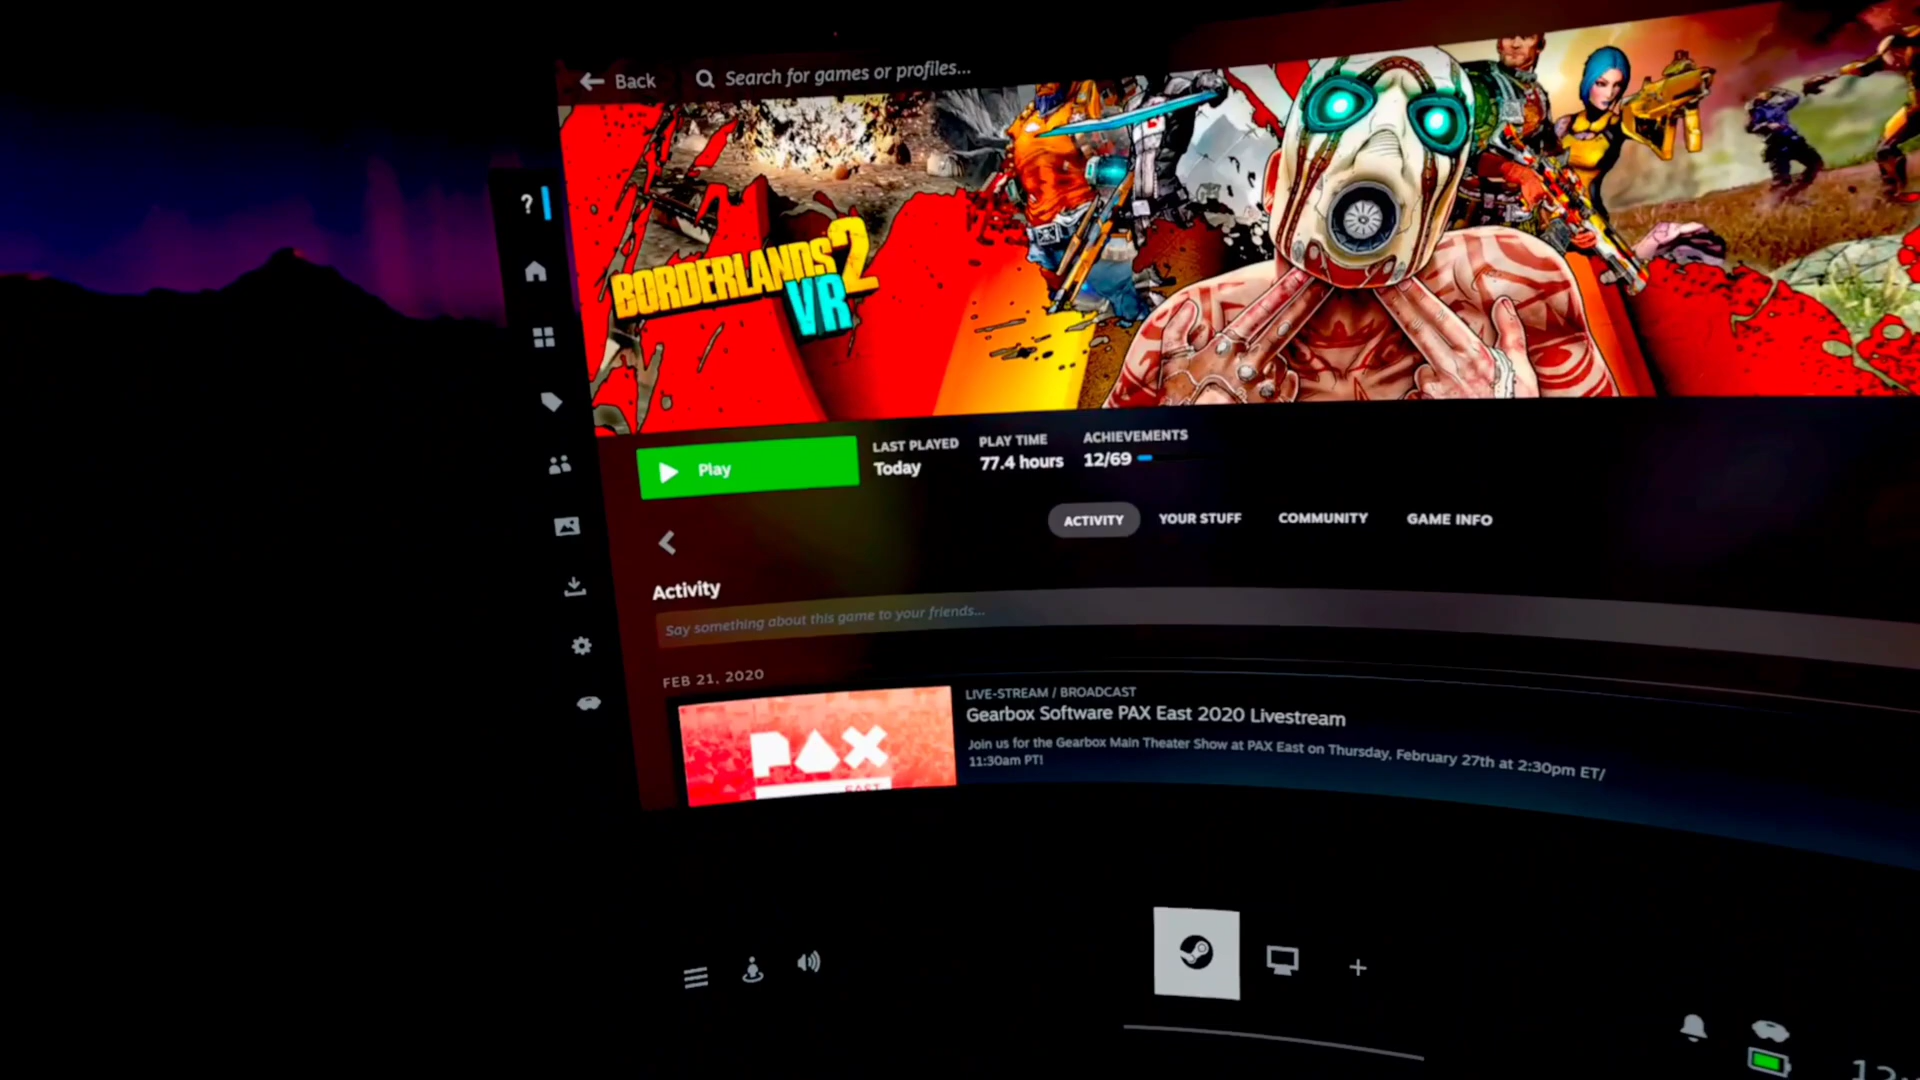 Back
Search for games or profiles...
?
BORDERLANDS 2
VR
Play
LAST PLAYED
Today
PLAY TIME
77.4 hours
ACHIEVEMENTS
12/69
ACTIVITY
YOUR STUFF
COMMUNITY
GAME INFO
Activity
Say something about this game to your friends...
FEB 21, 2020
PAX
EAST
LIVE-STREAM / BROADCAST
Gearbox Software PAX East 2020 Livestream
Join us for the Gearbox Main Theater Show at PAX East on Thursday, February 27th at 2:30pm ET/
11:30am PT!